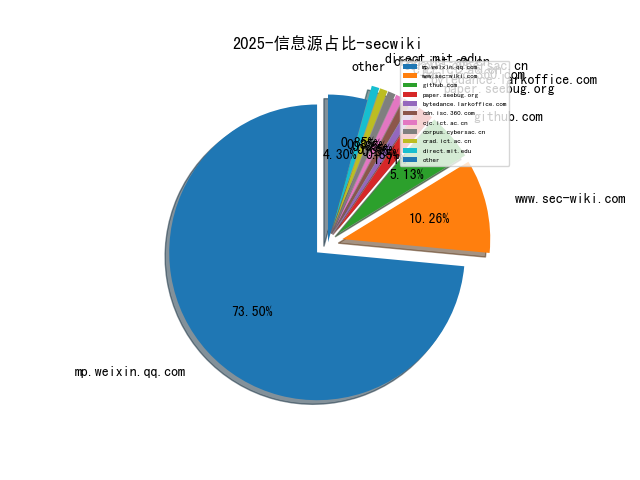 2025-信息源占比-secwiki
direct.mit.edu
other
github.com
www.sec-wiki.com
mp.weixin.qq.com
4.30%
5.13%
10.26%
73.50%
mp.weixin.qq.com
www.sec-wiki.com
github.com
paper.seebug.org
bytedance.larkoffice.com
cdn.isc.360.com
cjc.ict.ac.cn
corpus.cybersac.cn
crad.ict.ac.cn
direct.mit.edu
other